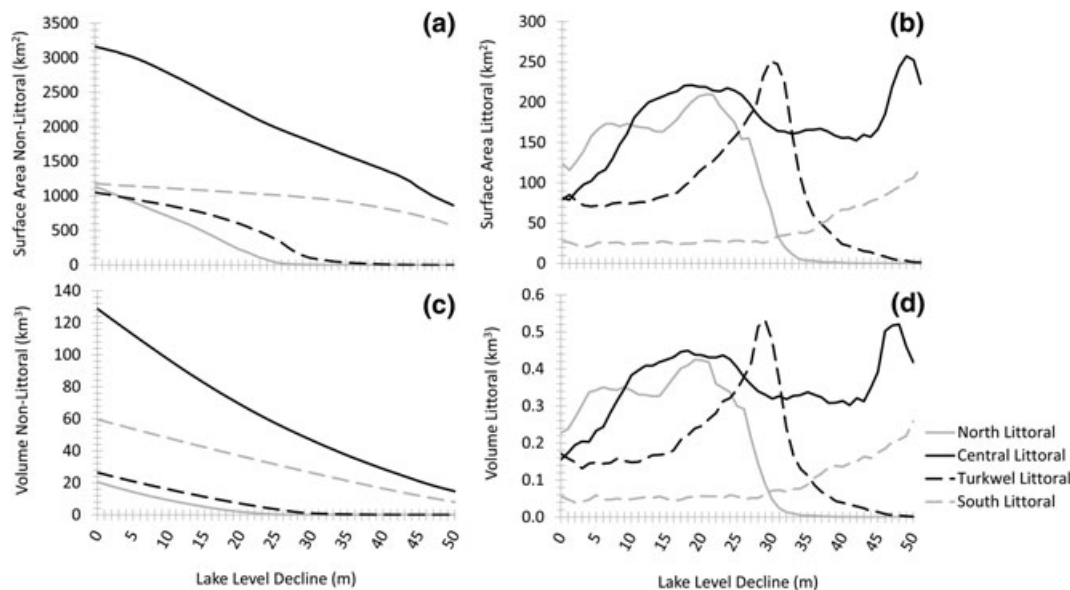 (a)
Surface Area Non-Littoral (km²)
3500
3000
2500
2000
1500
1000
500
0
(b)
Surface Area Littoral (km²)
300
250
200
150
100
50
0
(c)
Volume Non-Littoral (km³)
140
120
100
80
60
40
20
0
0 5 10 15 20 25 30 35 40 45 50
Lake Level Decline (m)
(d)
Volume Littoral (km³)
0.6
0.5
0.4
0.3
0.2
0.1
0.0
0 5 10 15 20 25 30 35 40 45 50
Lake Level Decline (m)
North Littoral
Central Littoral
Turkwel Littoral
South Littoral